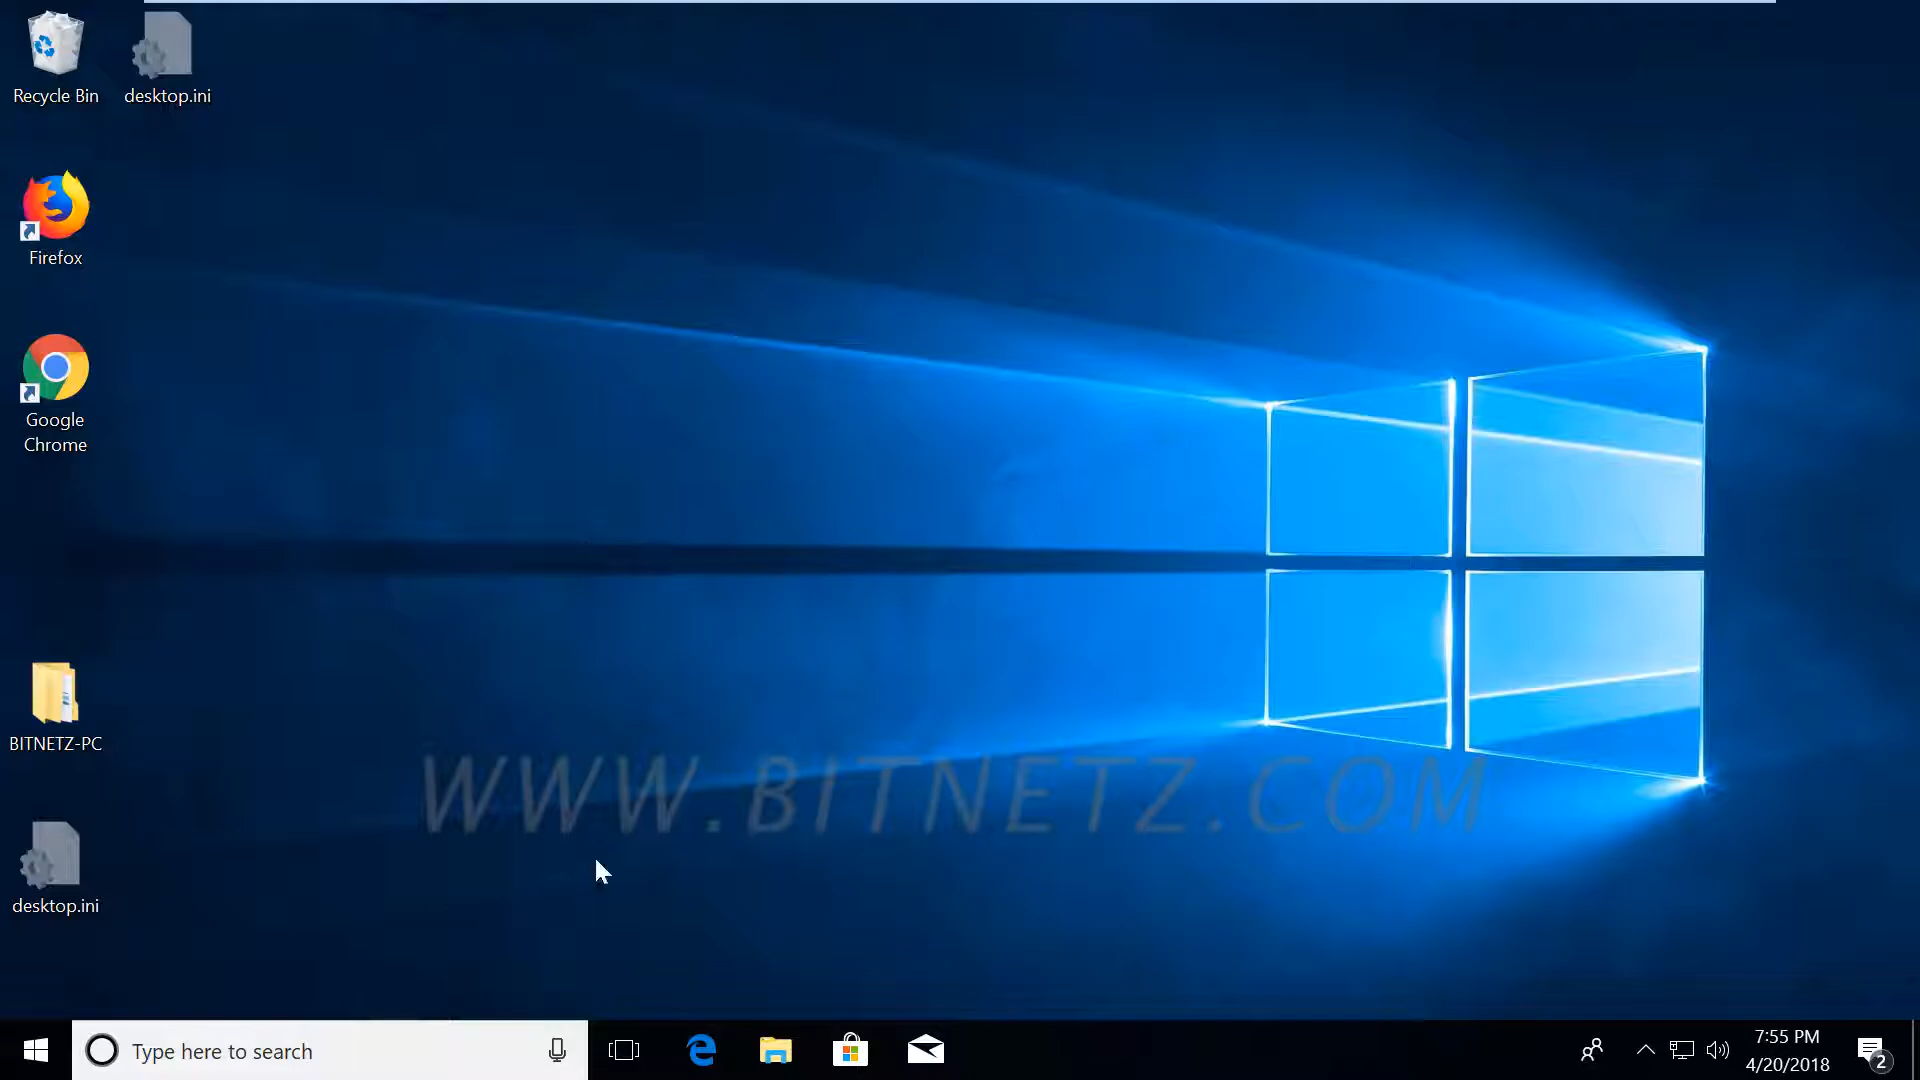 Recycle Bin
desktop.ini
Firefox
Google
Chrome
BITNETZ-PC
WWW.BITNETZ.COM
desktop.ini
Type here to search
7:55 PM
4/20/2018
2